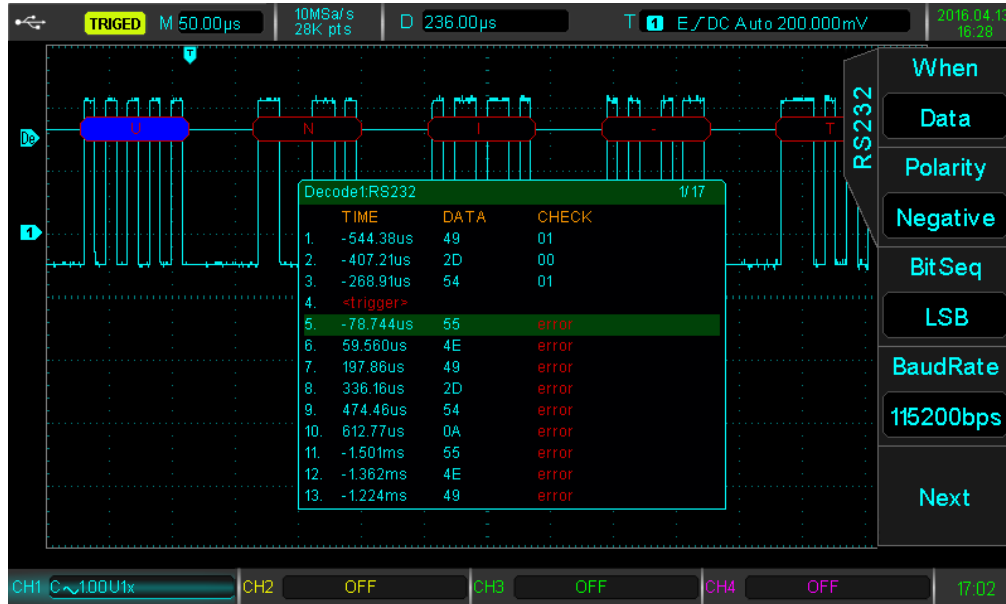 TRIGED M 50.00μs 10MSa/s 28K pts D 236.00μs T 1 E DC Auto 200.000mV 2016.04.13 16:28
T
RS232
When
Data
Polarity
Negative
BitSeq
LSB
BaudRate
115200bps
Next
De U N I - T
1
Decode1:RS232 1/17
TIME DATA CHECK
1. -544.38us 49 01
2. -407.21us 2D 00
3. -268.91us 54 01
4. <trigger>
5. -78.744us 55 error
6. 59.560us 4E error
7. 197.86us 49 error
8. 336.16us 2D error
9. 474.46us 54 error
10. 612.77us 0A error
11. -1.501ms 55 error
12. -1.362ms 4E error
13. -1.224ms 49 error
CH1 C 1.00U1x CH2 OFF CH3 OFF CH4 OFF 17:02